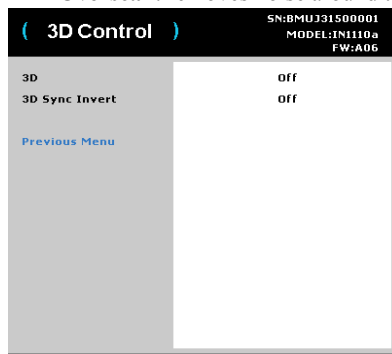 ( 3D Control )
SN:BMUJ31500001
MODEL:IN1110a
FW:A06
3D Off
3D Sync Invert Off
Previous Menu